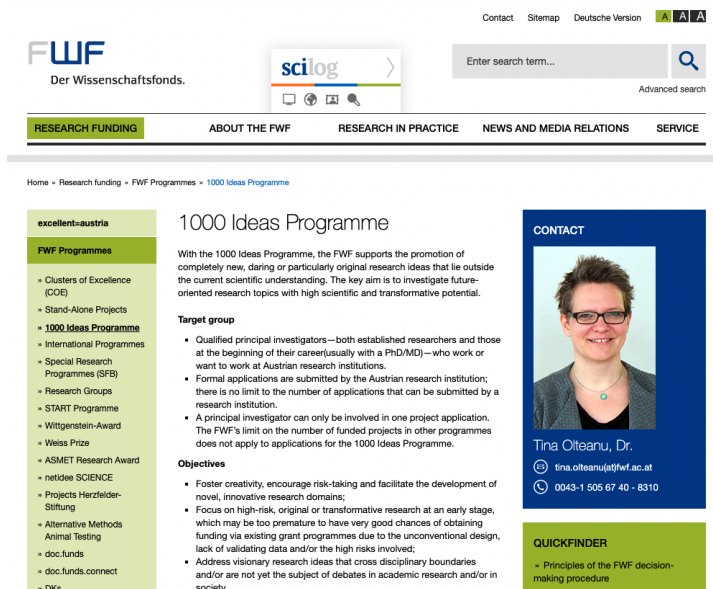 Contact Sitemap Deutsche Version A A A
FWF
Der Wissenschaftsfonds.
scilog
Enter search term...
Advanced search
RESEARCH FUNDING ABOUT THE FWF RESEARCH IN PRACTICE NEWS AND MEDIA RELATIONS SERVICE
Home » Research funding » FWF Programmes » 1000 Ideas Programme
excellent=austria
FWF Programmes
» Clusters of Excellence
(COE)
» Stand-Alone Projects
» 1000 Ideas Programme
» International Programmes
» Special Research
Programmes (SFB)
» Research Groups
» START Programme
» Wittgenstein-Award
» Weiss Prize
» ASMET Research Award
» netidee SCIENCE
» Projects Herzfelder-
Stiftung
» Alternative Methods
Animal Testing
» doc.funds
» doc.funds.connect
» DKs
1000 Ideas Programme
With the 1000 Ideas Programme, the FWF supports the promotion of
completely new, daring or particularly original research ideas that lie outside
the current scientific understanding. The key aim is to investigate future-
oriented research topics with high scientific and transformative potential.
Target group
▪ Qualified principal investigators—both established researchers and those
at the beginning of their career(usually with a PhD/MD)—who work or
want to work at Austrian research institutions.
▪ Formal applications are submitted by the Austrian research institution;
there is no limit to the number of applications that can be submitted by a
research institution.
▪ A principal investigator can only be involved in one project application.
The FWF's limit on the number of funded projects in other programmes
does not apply to applications for the 1000 Ideas Programme.
Objectives
▪ Foster creativity, encourage risk-taking and facilitate the development of
novel, innovative research domains;
▪ Focus on high-risk, original or transformative research at an early stage,
which may be too premature to have very good chances of obtaining
funding via existing grant programmes due to the unconventional design,
lack of validating data and/or the high risks involved;
▪ Address visionary research ideas that cross disciplinary boundaries
and/or are not yet the subject of debates in academic research and/or in
society.
CONTACT
Tina Olteanu, Dr.
tina.olteanu(at)fwf.ac.at
0043-1 505 67 40 - 8310
QUICKFINDER
» Principles of the FWF decision-
making procedure